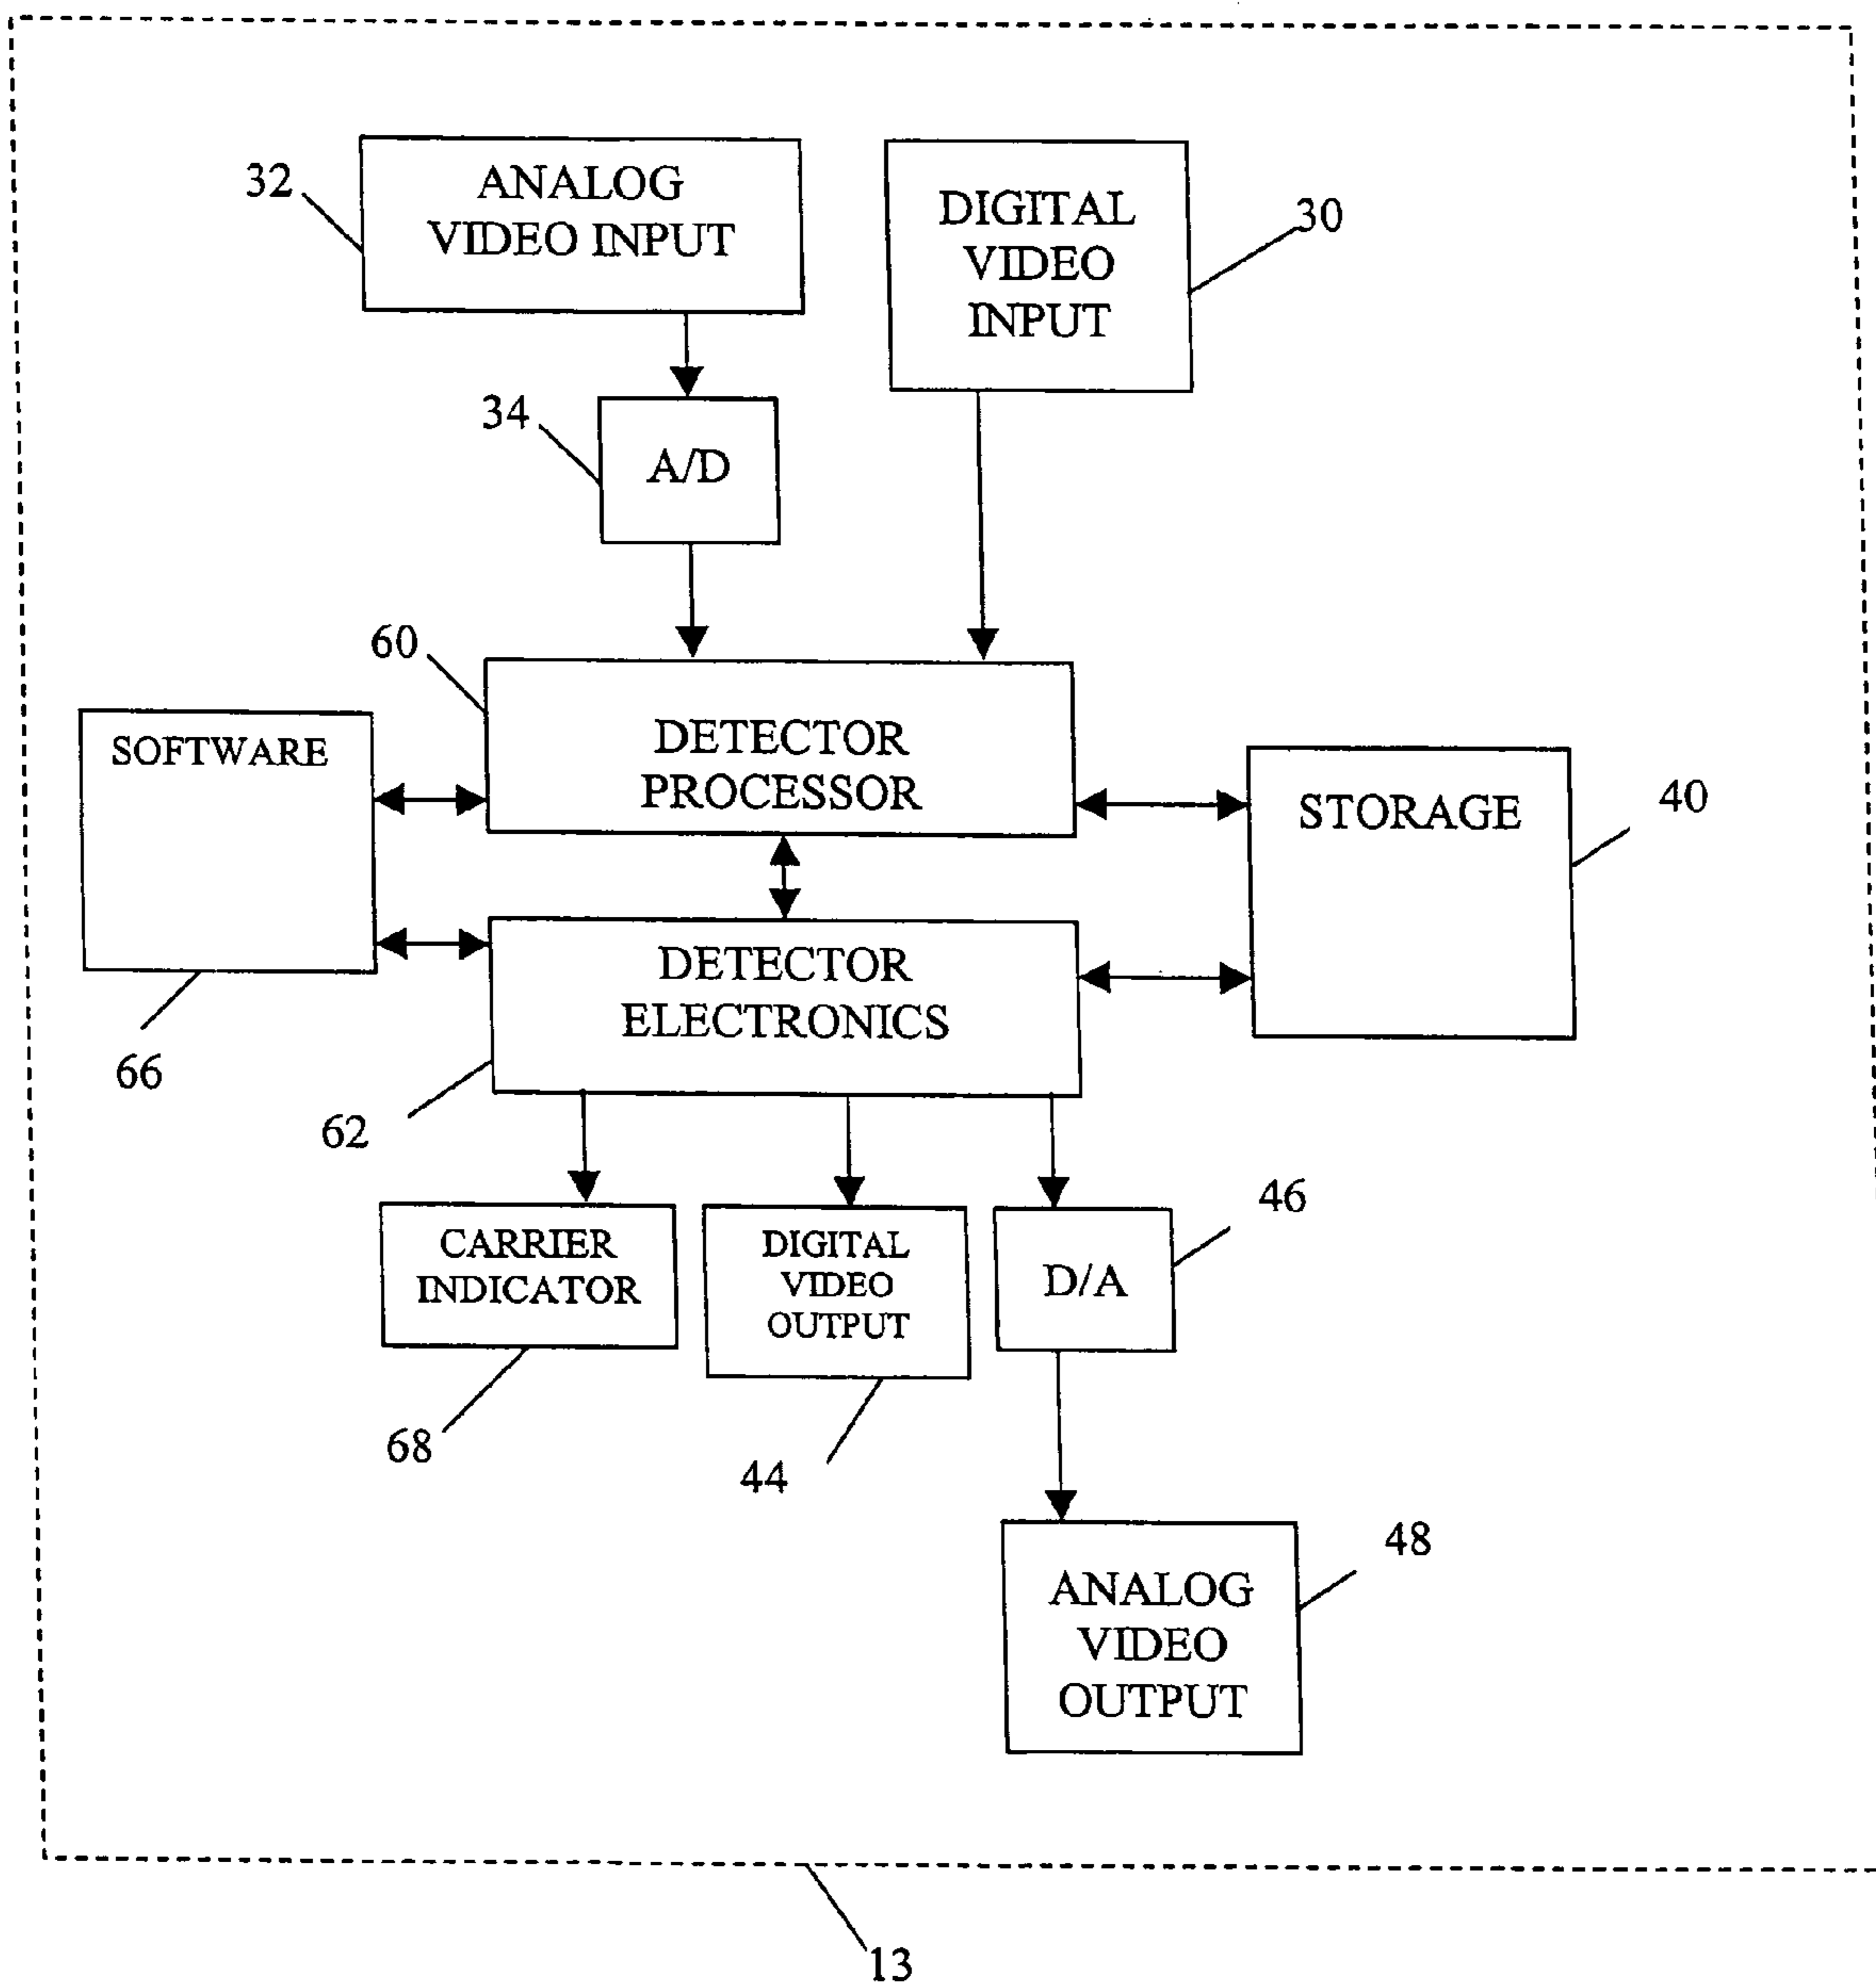 32
ANALOG
VIDEO INPUT
DIGITAL
VIDEO
INPUT
30
34
A/D
60
DETECTOR
PROCESSOR
SOFTWARE
STORAGE
40
DETECTOR
ELECTRONICS
66
62
CARRIER
INDICATOR
DIGITAL
VIDEO
OUTPUT
D/A
46
68
44
ANALOG
VIDEO
OUTPUT
48
13